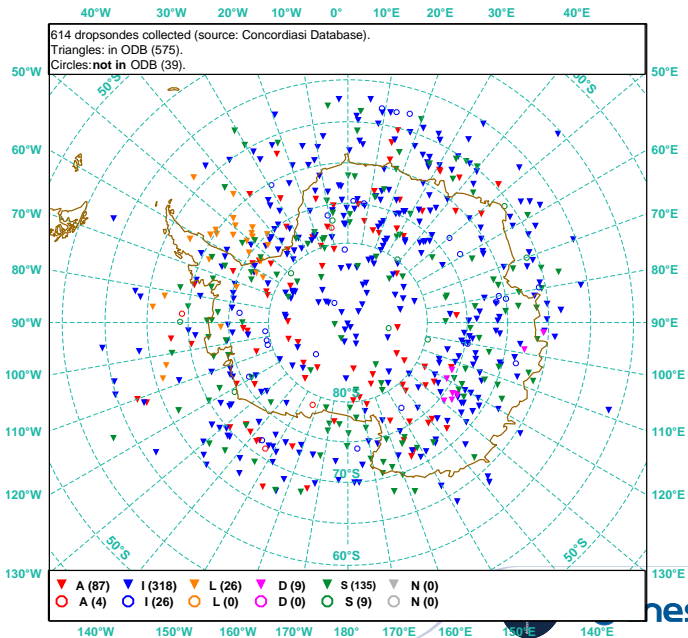 40°W 30°W 20°W 10°W 0° 10°E 20°E 30°E 40°E
614 dropsondes collected (source: Concordiasi Database).
Triangles: in ODB (575).
Circles:not in ODB (39).
50°W 50°S 50°S 50°E
60°W 60°E
70°W 70°E
80°W 80°E
90°W 90°E
100°W 80°S 100°E
110°W 110°E
70°S
120°W 120°E
50°S 60°S 50°S
130°W 130°E
A (87) I (318) L (26) D (9) S (135) N (0)
A (4) I (26) L (0) D (0) S (9) N (0)
140°W 150°W 160°W 170°W 180° 170°E 160°E 150°E 140°E